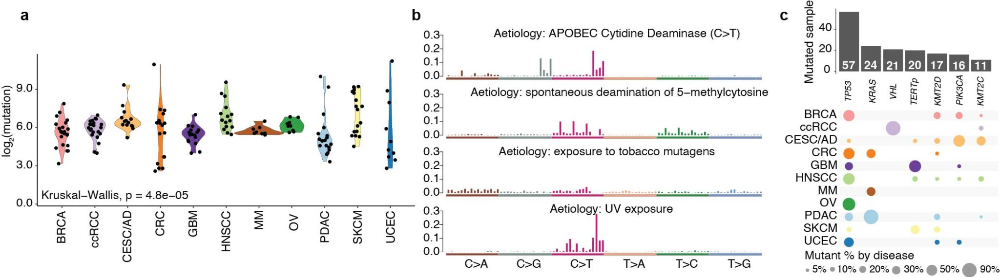 a
log2(mutation)
9.0
6.0
3.0
0.0
Kruskal–Wallis, p = 4.8e−05
BRCA
ccRCC
CESC/AD
CRC
GBM
HNSCC
MM
OV
PDAC
SKCM
UCEC
b
Aetiology: APOBEC Cytidine Deaminase (C>T)
0.3
0.2
0.1
0.0
Aetiology: spontaneous deamination of 5−methylcytosine
0.3
0.2
0.1
0.0
Aetiology: exposure to tobacco mutagens
0.3
0.2
0.1
0.0
Aetiology: UV exposure
0.3
0.2
0.1
0.0
C>A C>G C>T T>A T>C T>G
c
Mutated sample
40
20
0
57 24 21 20 17 16 11
TP53
KRAS
VHL
TERTp
KMT2D
PIK3CA
KMT2C
BRCA
ccRCC
CESC/AD
CRC
GBM
HNSCC
MM
OV
PDAC
SKCM
UCEC
Mutant % by disease
5% 10% 20% 30% 50% 90%